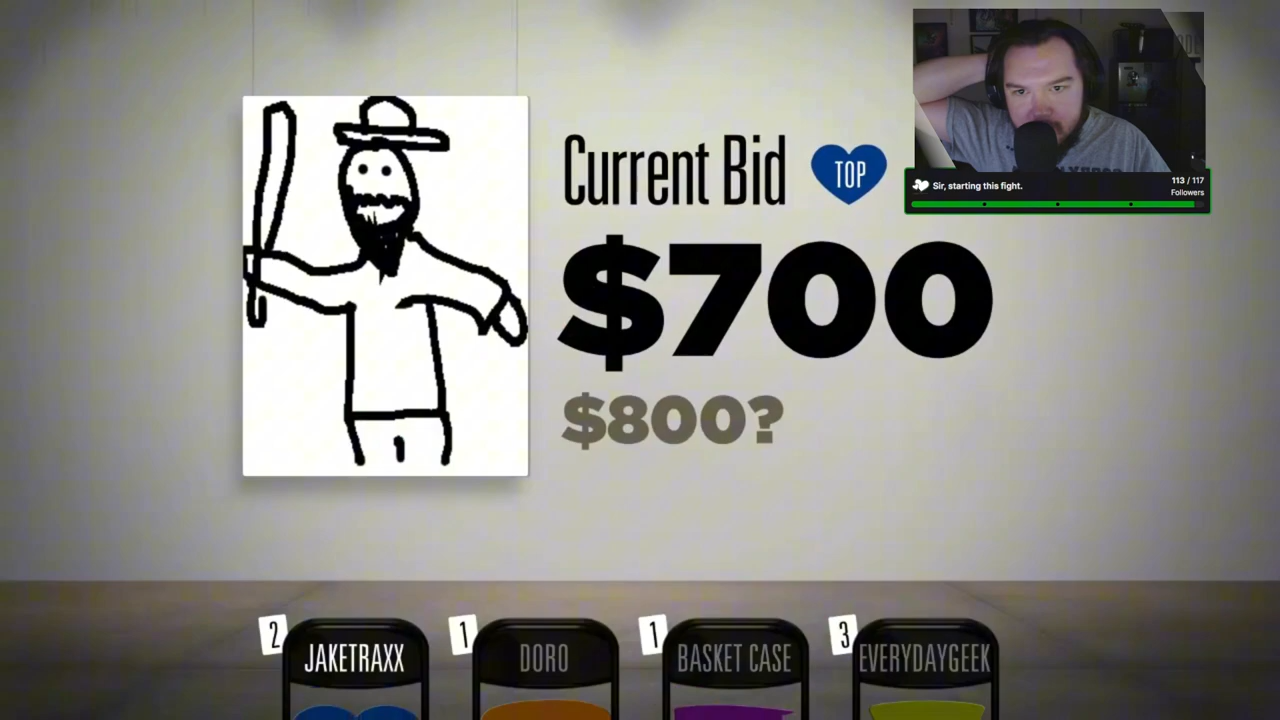 Current Bid
TOP
$700
$800?
Sir, starting this fight.
113 / 117
Followers
2
JAKETRAXX
1
DORO
1
BASKET CASE
3
EVERYDAYGEEK